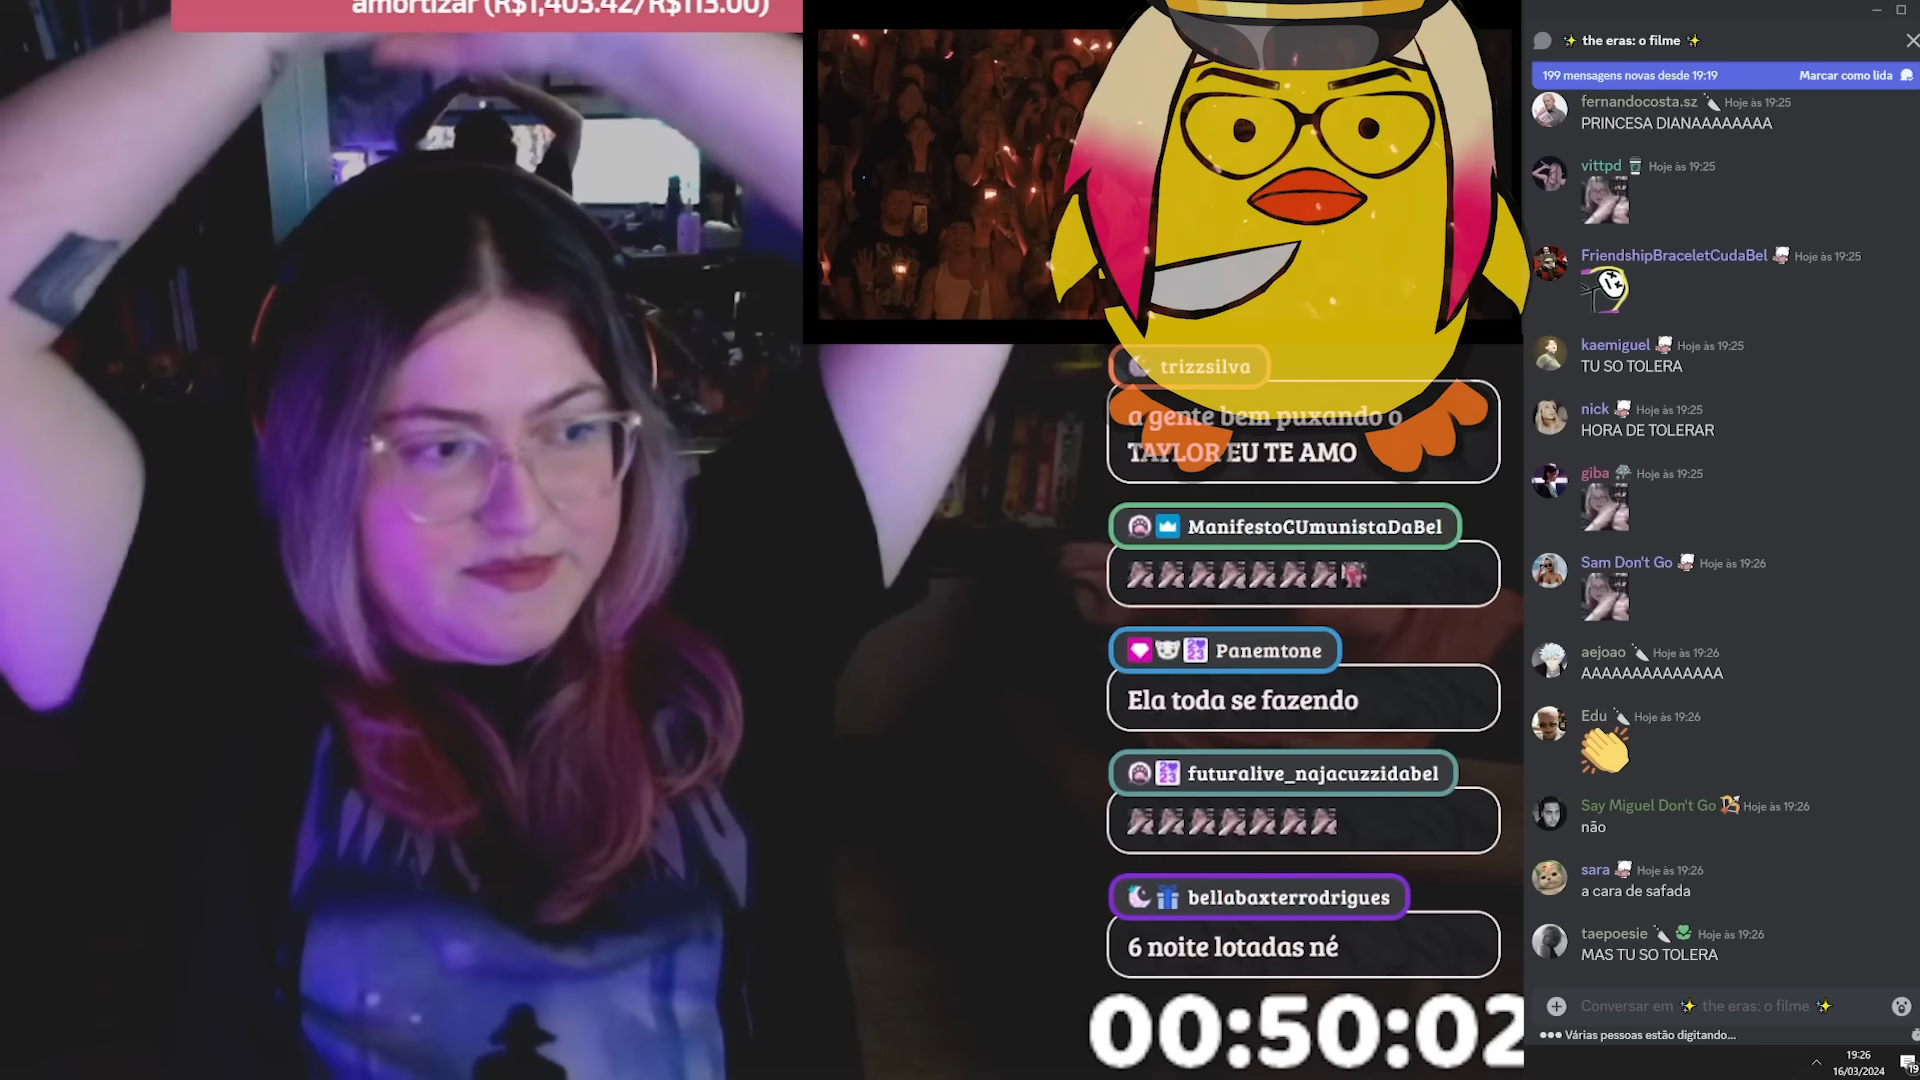 amortizar (R$1,403.42/R$113.00)
trizzsilva
a gente bem puxando o
TAYLOR EU TE AMO
ManifestoCUmunistaDaBel
Panemtone
Ela toda se fazendo
futuralive_najacuzzidabel
bellabaxterrodrigues
6 noite lotadas né
00:50:02
✨ the eras: o filme ✨
199 mensagens novas desde 19:19 Marcar como lida
fernandocosta.sz Hoje às 19:25
PRINCESA DIANAAAAAAAA
vittpd Hoje às 19:25
FriendshipBraceletCudaBel Hoje às 19:25
kaemiguel Hoje às 19:25
TU SO TOLERA
nick Hoje às 19:25
HORA DE TOLERAR
giba Hoje às 19:25
Sam Don't Go Hoje às 19:26
aejoao Hoje às 19:26
AAAAAAAAAAAAAA
Edu Hoje às 19:26
Say Miguel Don't Go Hoje às 19:26
não
sara Hoje às 19:26
a cara de safada
taepoesie Hoje às 19:26
MAS TU SO TOLERA
Conversar em ✨ the eras: o filme ✨
Várias pessoas estão digitando...
19:26
16/03/2024
19